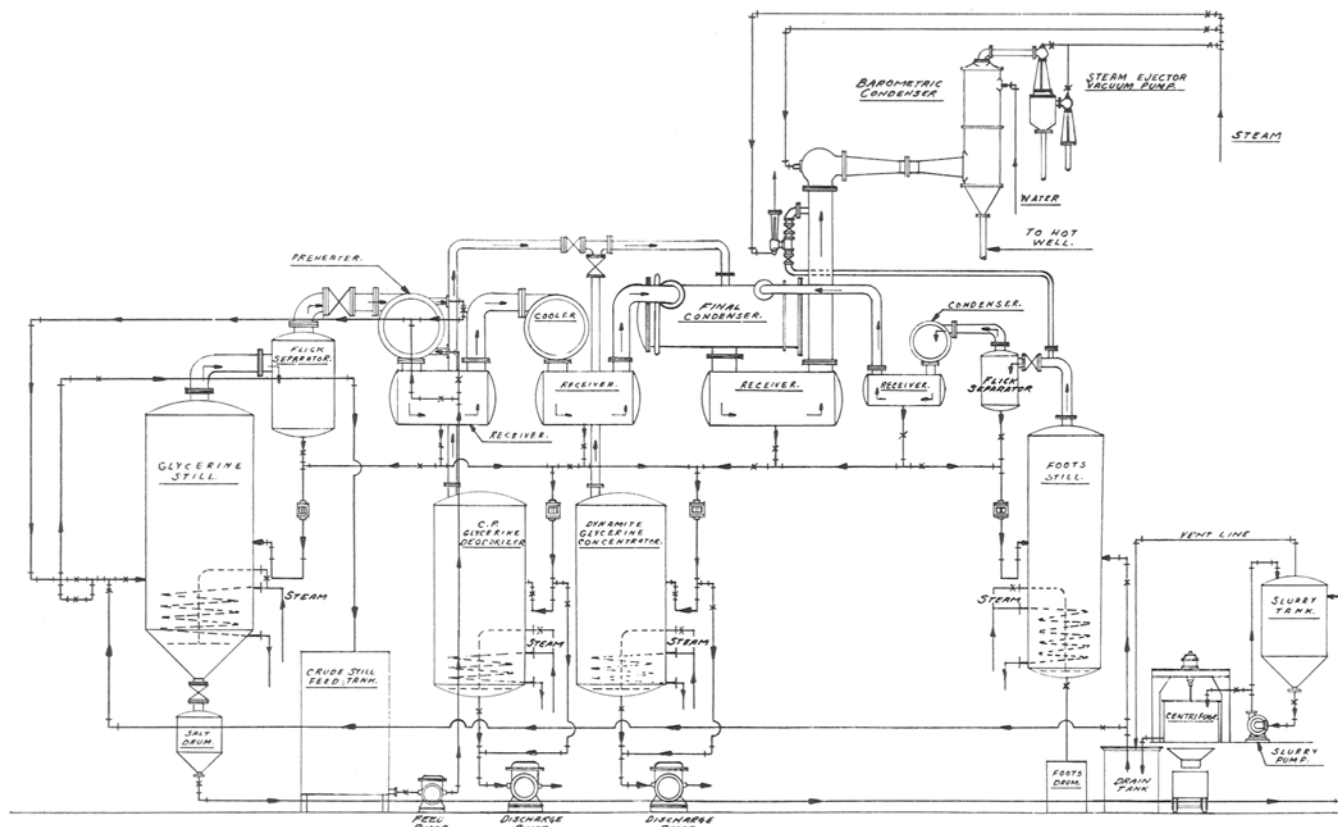 BAROMETRIC
CONDENSER
STEAM EJECTOR
VACUUM PUMP.
STEAM
WATER
TO HOT
WELL.
PREHEATER.
FLICK
SEPARATOR.
COOLER
FINAL
CONDENSER.
CONDENSER.
RECEIVER.
RECEIVER.
RECEIVER.
FLICK
SEPARATOR
RECEIVER.
GLYCERINE
STILL.
FOOTS
STILL.
C.P.
GLYCERINE
DEODORIZER
DYNAMITE
GLYCERINE
CONCENTRATOR.
VENT LINE
STEAM
STEAM
SLURRY
TANK.
STEAM
STEAM
CRUDE STILL
FEED TANK.
CENTRIFUGE
SALT
DRUM.
SLURRY
PUMP.
FOOTS
DRUM.
DRAIN
TANK
FEED
DISCHARGE
DISCHARGE